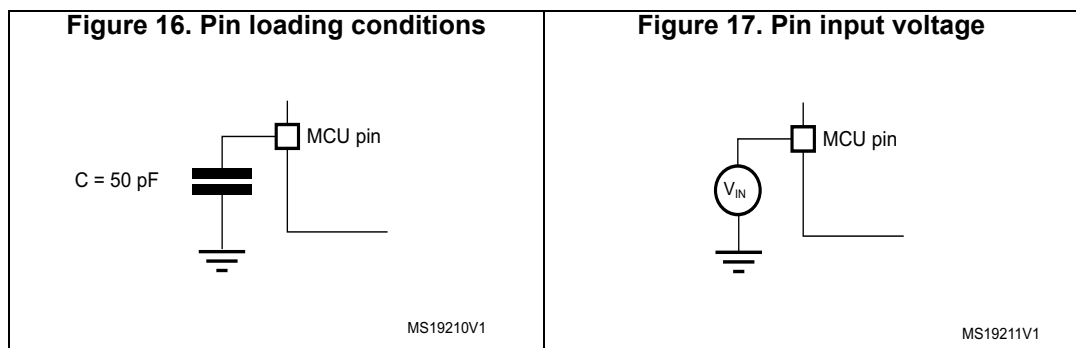 Figure 16. Pin loading conditions
MCU pin
C = 50 pF
MS19210V1
Figure 17. Pin input voltage
MCU pin
VIN
MS19211V1